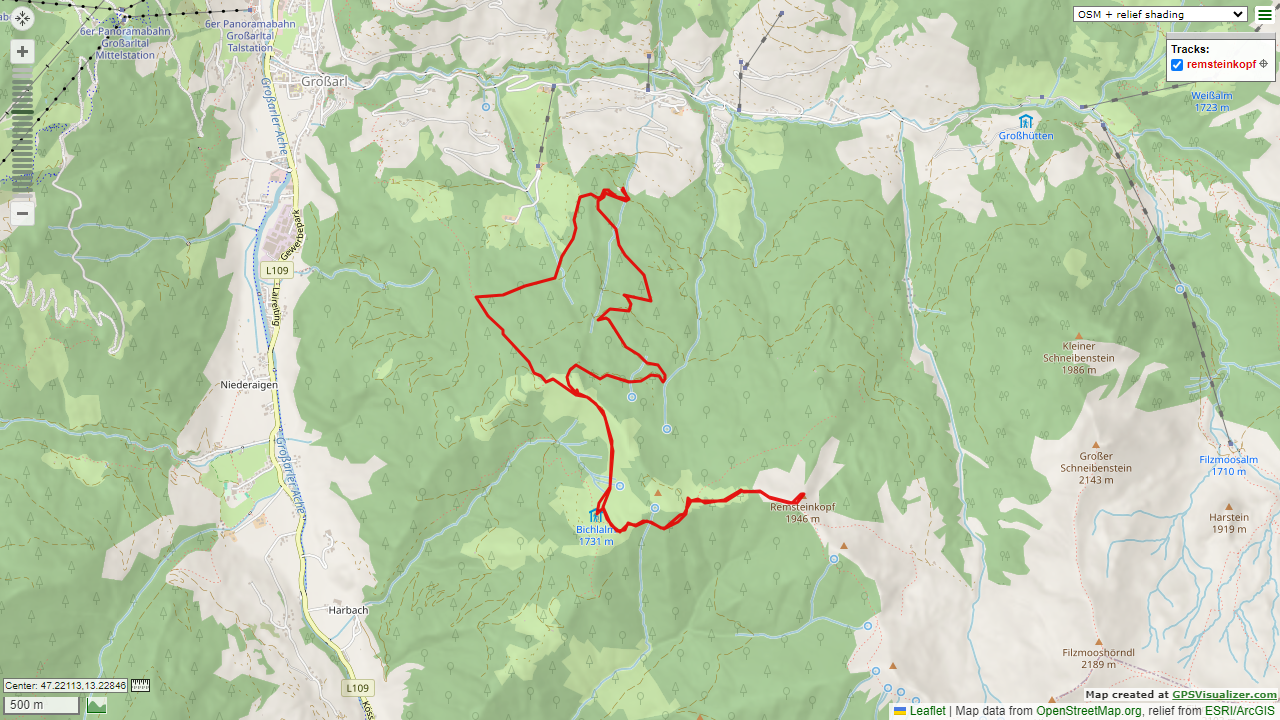 OSM + relief shading
Tracks:
remsteinkopf
6er Panoramabahn
Großarltal
Mittelstation
6er Panoramabahn
Großarltal
Talstation
Großarl
Großarler Ache
Weißalm
1723 m
Großhütten
Gewerbepark
L109
Laireitung
Niederaigen
Kleiner
Schneibenstein
1986 m
Großer
Schneibenstein
2143 m
Filzmoosalm
1710 m
Großarler Ache
Remsteinkopf
1946 m
Harstein
1919 m
Bichlalm
1731 m
Harbach
Filzmooshörndl
2189 m
L109
Center: 47.22113,13.22846
500 m
Map created at GPSVisualizer.com
Leaflet | Map data from OpenStreetMap.org, relief from ESRI/ArcGIS